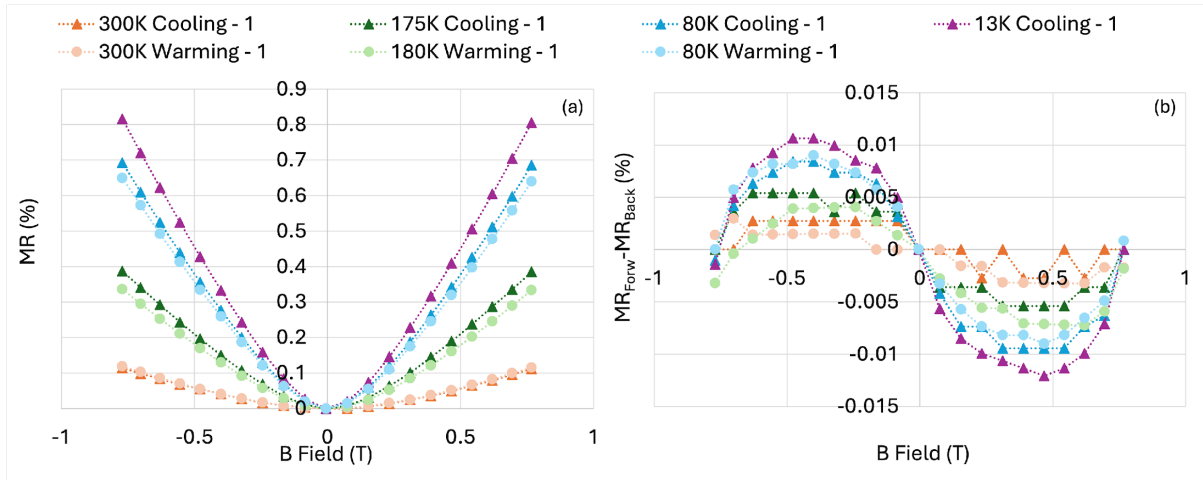 300K Cooling - 1 175K Cooling - 1 80K Cooling - 1 13K Cooling - 1
300K Warming - 1 180K Warming - 1 80K Warming - 1
(a)
MR (%)
0.9
0.8
0.7
0.6
0.5
0.4
0.3
0.2
0.1
0
-1 -0.5 0 0.5 1
B Field (T)
(b)
MRForw-MRBack (%)
0.015
0.01
0.005
0
-0.005
-0.01
-0.015
-1 -0.5 0 0.5 1
B Field (T)